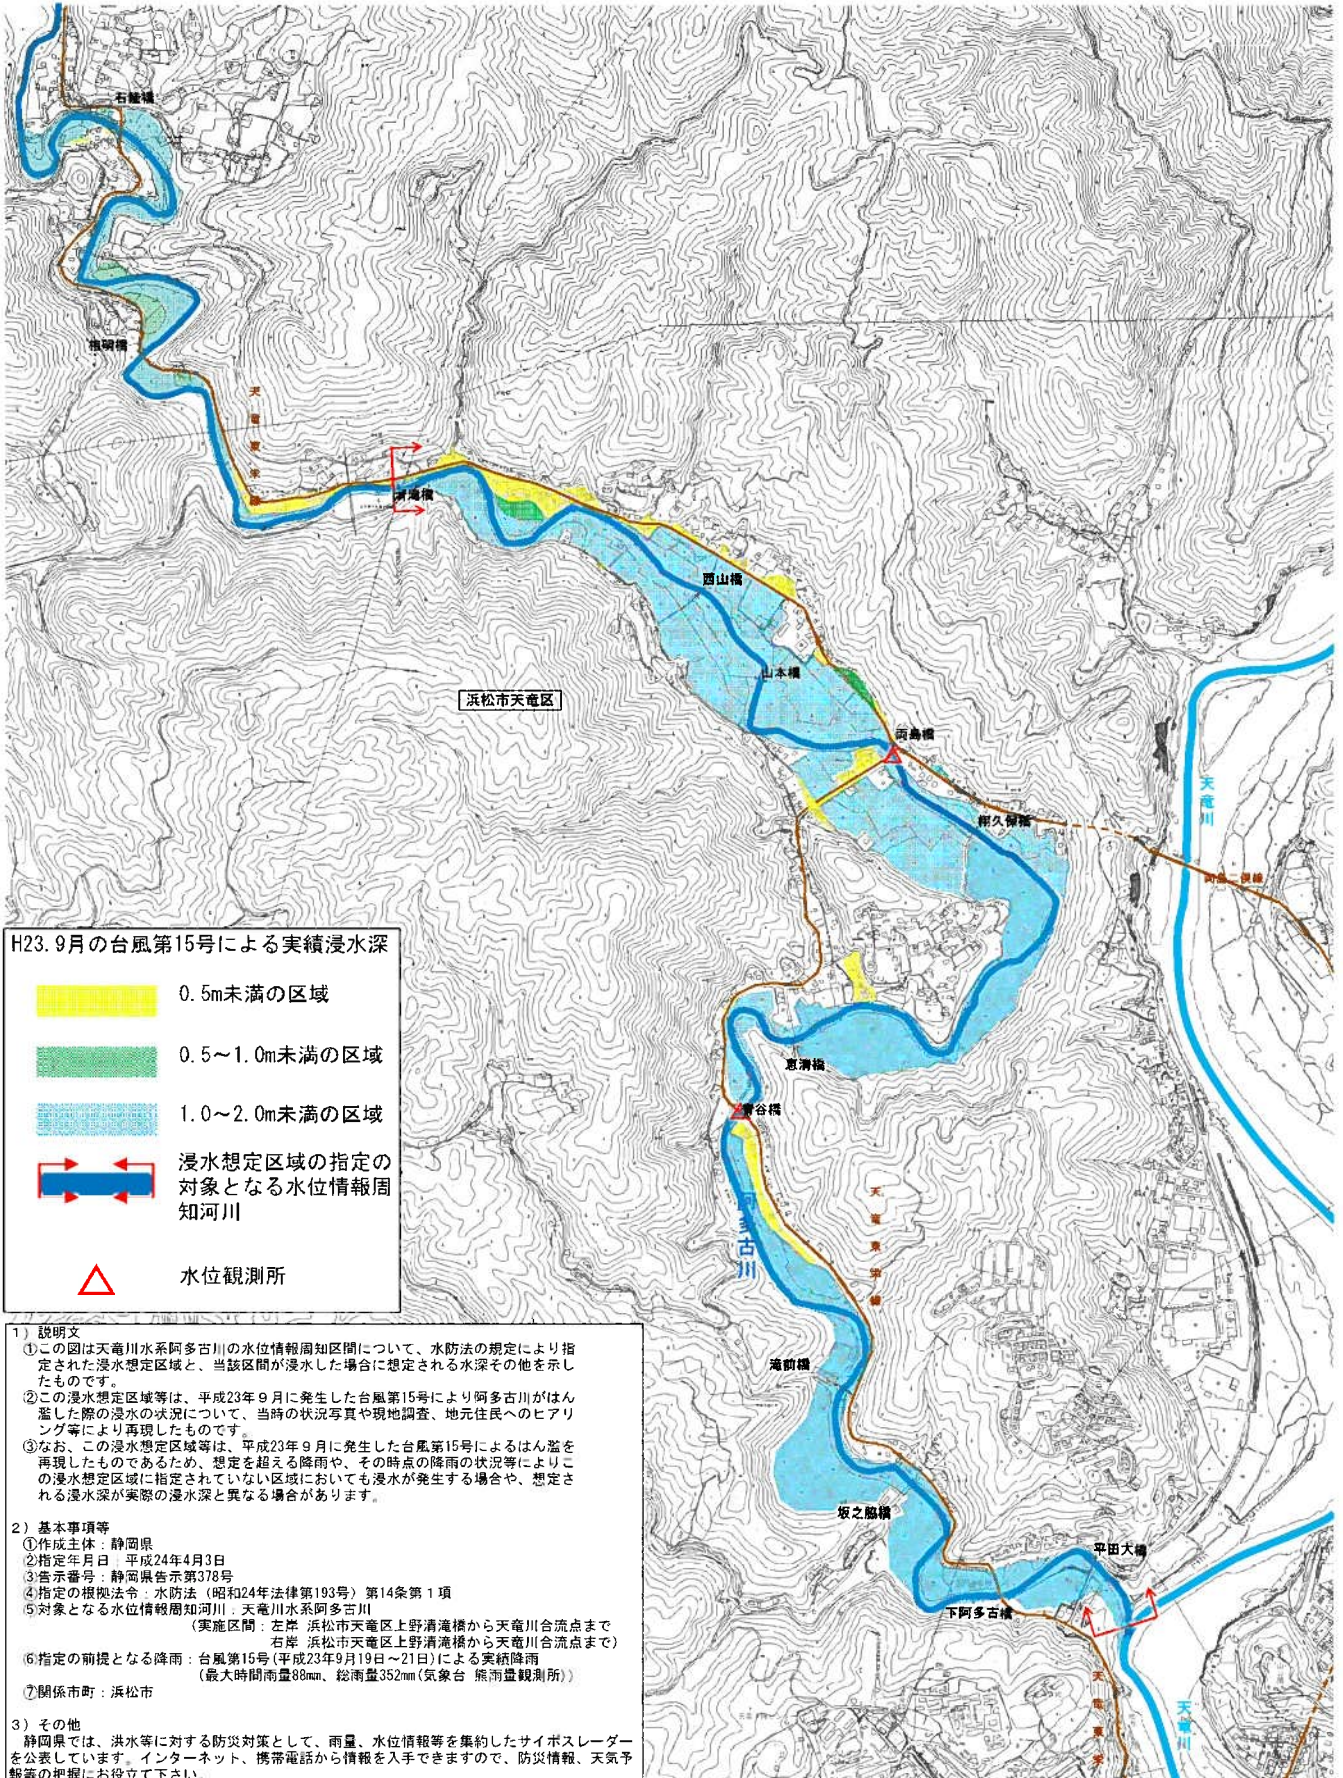 石経橋
根明橋
天竜東栄線
清滝橋
西山橋
山本橋
浜松市天竜区
両島橋
天竜川
両島二俣線
恵清橋
青谷橋
天竜東栄線
阿多古川
滝前橋
坂之脇橋
平田大橋
下阿多古橋
天竜東栄
天竜川
H23.9月の台風第15号による実績浸水深
0.5m未満の区域
0.5～1.0m未満の区域
1.0～2.0m未満の区域
浸水想定区域の指定の
対象となる水位情報周
知河川
水位観測所
1）説明文
①この図は天竜川水系阿多古川の水位情報周知区間について、水防法の規定により指
定された浸水想定区域と、当該区間が浸水した場合に想定される水深その他を示し
たものです。
②この浸水想定区域等は、平成23年９月に発生した台風第15号により阿多古川がはん
濫した際の浸水の状況について、当時の状況写真や現地調査、地元住民へのヒアリ
ング等により再現したものです。
③なお、この浸水想定区域等は、平成23年９月に発生した台風第15号によるはん濫を
再現したものであるため、想定を超える降雨や、その時点の降雨の状況等によりこ
の浸水想定区域に指定されていない区域においても浸水が発生する場合や、想定さ
れる浸水深が実際の浸水深と異なる場合があります。
2）基本事項等
①作成主体：静岡県
②指定年月日：平成24年4月3日
③告示番号：静岡県告示第378号
④指定の根拠法令：水防法（昭和24年法律第193号）第14条第１項
⑤対象となる水位情報周知河川：天竜川水系阿多古川
（実施区間：左岸 浜松市天竜区上野清滝橋から天竜川合流点まで
右岸 浜松市天竜区上野清滝橋から天竜川合流点まで）
⑥指定の前提となる降雨：台風第15号(平成23年9月19日～21日)による実績降雨
（最大時間雨量88mm、総雨量352mm(気象台 熊雨量観測所)）
⑦関係市町：浜松市
3）その他
静岡県では、洪水等に対する防災対策として、雨量、水位情報等を集約したサイポスレーダー
を公表しています。インターネット、携帯電話から情報を入手できますので、防災情報、天気予
報等の把握にお役立て下さい。